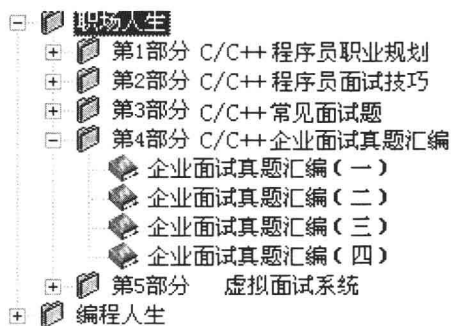 职场人生
第1部分 C/C++程序员职业规划
第2部分 C/C++程序员面试技巧
第3部分 C/C++常见面试题
第4部分 C/C++企业面试真题汇编
企业面试真题汇编(一)
企业面试真题汇编(二)
企业面试真题汇编(三)
企业面试真题汇编(四)
第5部分 虚拟面试系统
编程人生